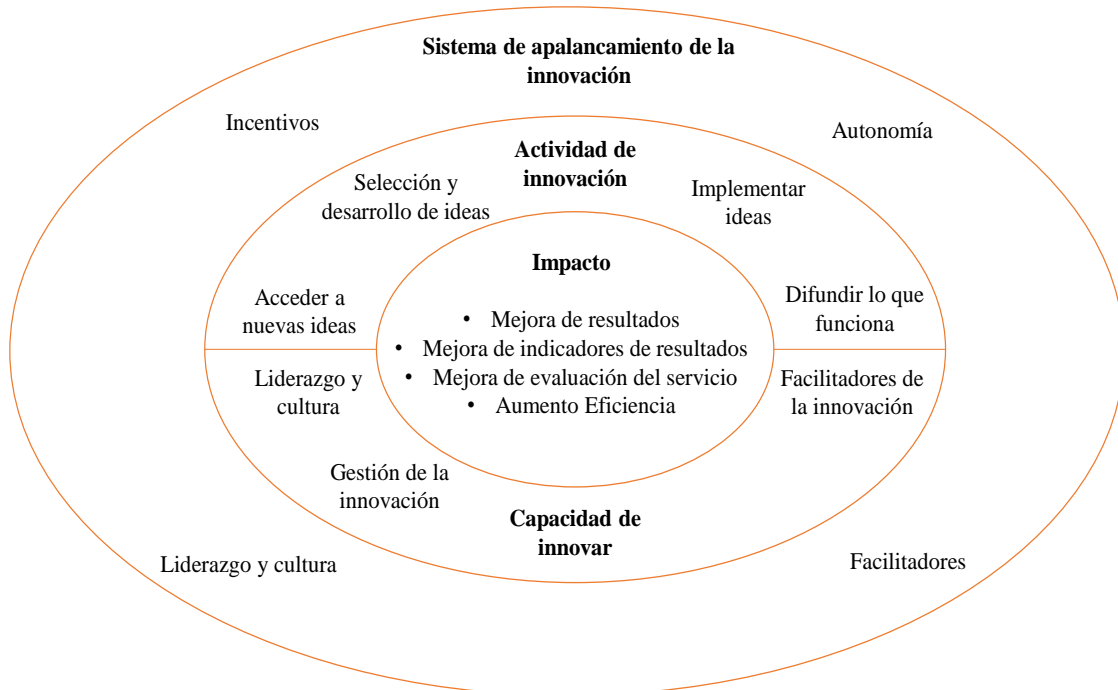 Sistema de apalancamiento de la
innovación
Incentivos
Autonomía
Actividad de
innovación
Selección y
desarrollo de ideas
Implementar
ideas
Acceder a
nuevas ideas
Difundir lo que
funciona
Impacto
• Mejora de resultados
• Mejora de indicadores de resultados
• Mejora de evaluación del servicio
• Aumento Eficiencia
Liderazgo y
cultura
Facilitadores de
la innovación
Gestión de la
innovación
Capacidad de
innovar
Liderazgo y cultura
Facilitadores